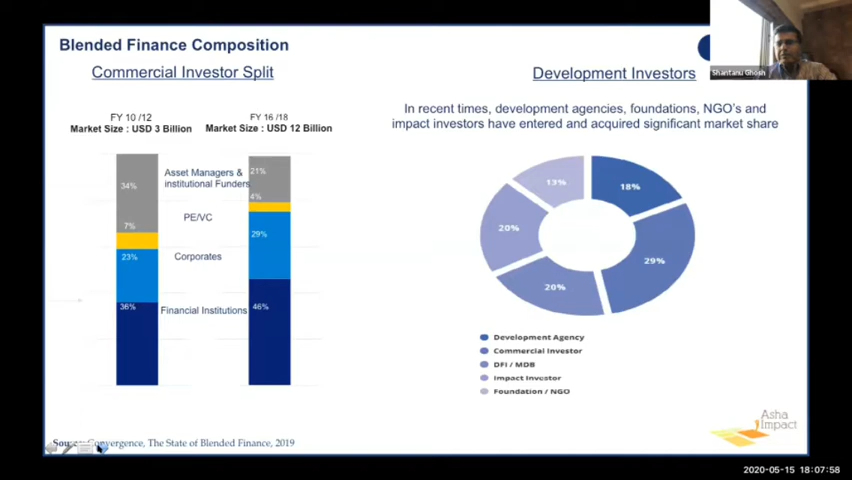 Blended Finance Composition
Commercial Investor Split
FY 10 /12
Market Size : USD 3 Billion
FY 16 /18
Market Size : USD 12 Billion
34%
7%
23%
36%
Asset Managers &
institutional Funders
PE/VC
Corporates
Financial Institutions
21%
4%
29%
46%
Development Investors
In recent times, development agencies, foundations, NGO's and
impact investors have entered and acquired significant market share
13%
18%
20%
29%
20%
Development Agency
Commercial Investor
DFI / MDB
Impact Investor
Foundation / NGO
Source: Convergence, The State of Blended Finance, 2019
Asha
Impact
Shantanu Ghosh
2020-05-15 18:07:58